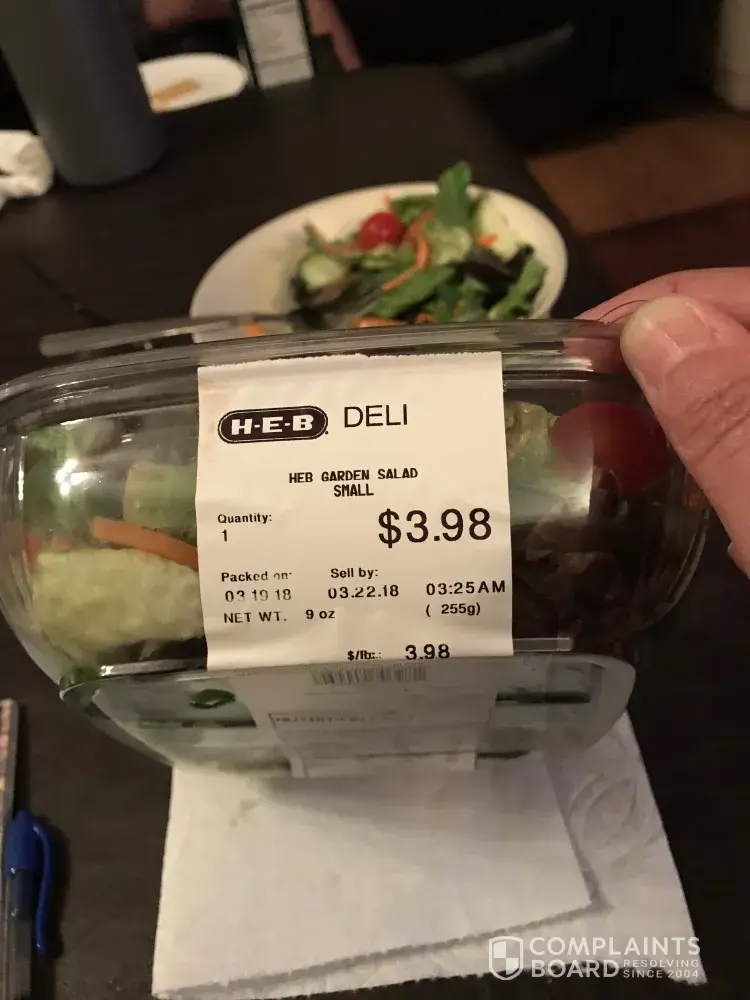 H-E-B DELI
HEB GARDEN SALAD
SMALL
Quantity:
1
$3.98
Packed on: Sell by:
03 19 18 03.22.18 03:25AM
NET WT. 9 oz ( 255g)
$/lb.: 3.98
COMPLAINTS
BOARD RESOLVING
SINCE 2004